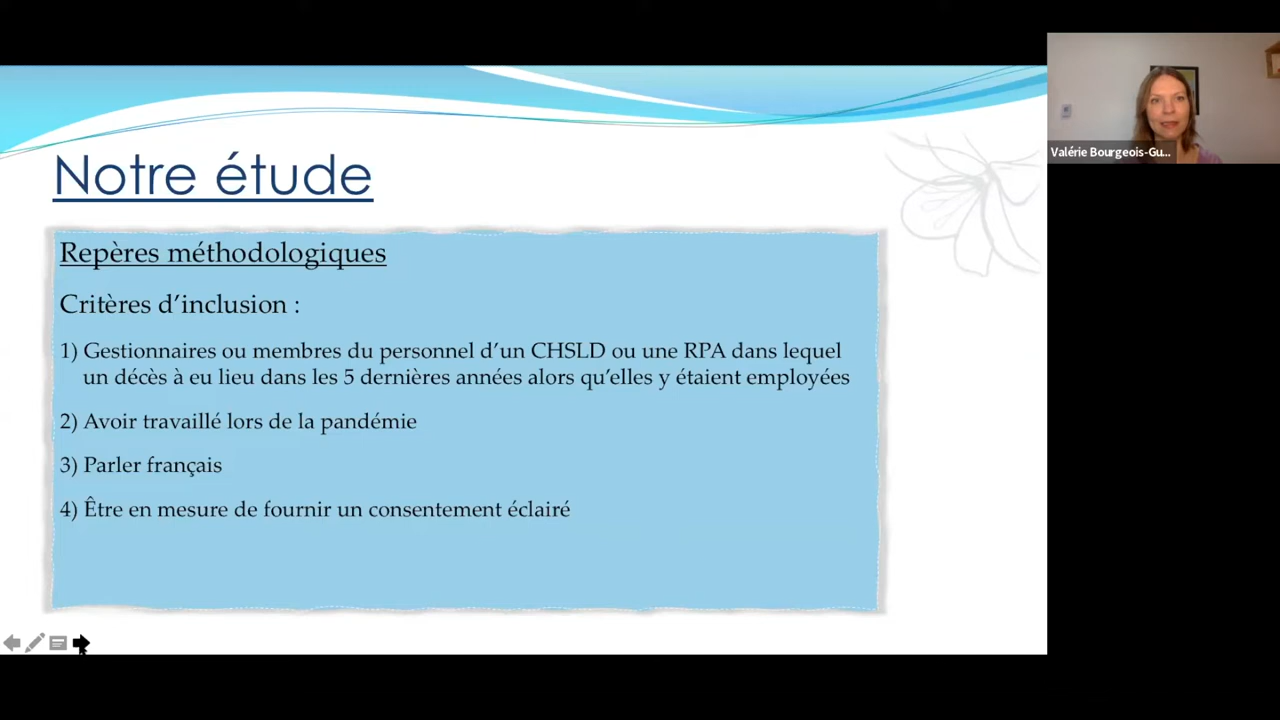 Notre étude
Repères méthodologiques
Critères d’inclusion :
1) Gestionnaires ou membres du personnel d’un CHSLD ou une RPA dans lequel
un décès à eu lieu dans les 5 dernières années alors qu’elles y étaient employées
2) Avoir travaillé lors de la pandémie
3) Parler français
4) Être en mesure de fournir un consentement éclairé
Valérie Bourgeois-Gu...